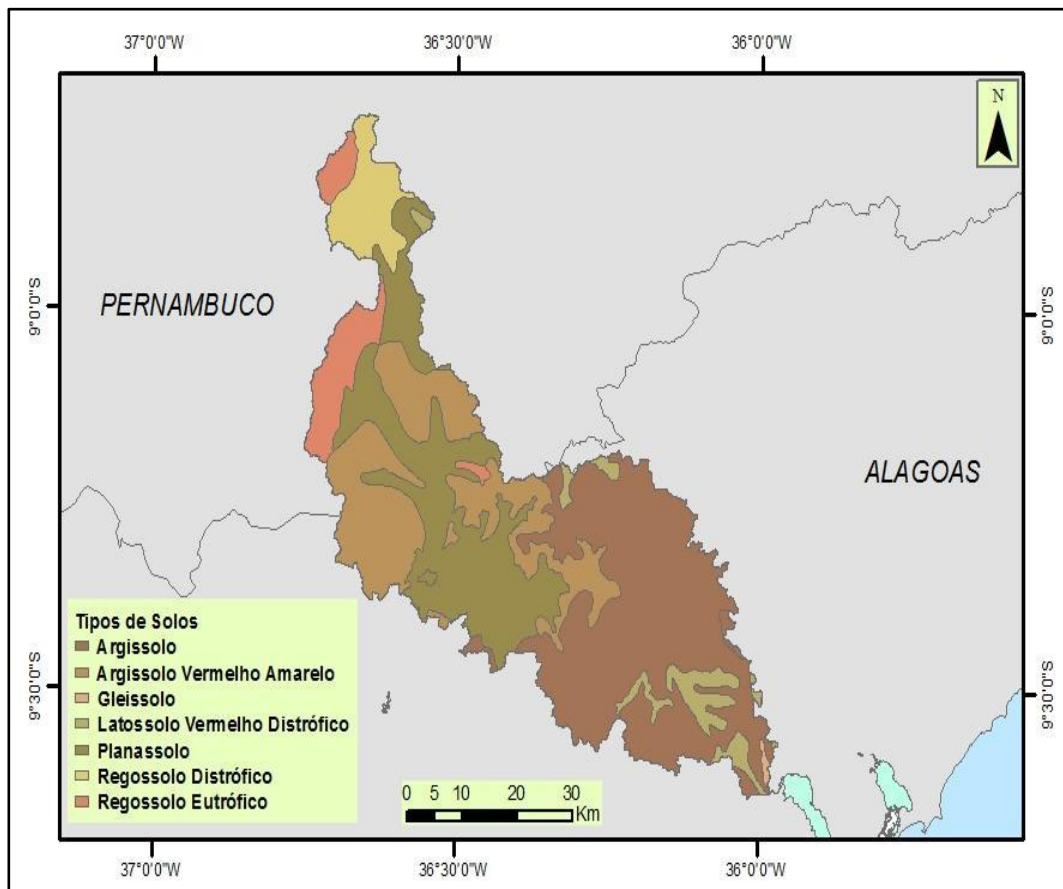 37°0'0"W 36°30'0"W 36°0'0"W
N
9°0'0"S
PERNAMBUCO
9°0'0"S
ALAGOAS
Tipos de Solos
Argissolo
Argissolo Vermelho Amarelo
Gleissolo
Latossolo Vermelho Distrófico
Planassolo
Regossolo Distrófico
Regossolo Eutrófico
9°30'0"S
9°30'0"S
0 5 10 20 30
Km
37°0'0"W 36°30'0"W 36°0'0"W